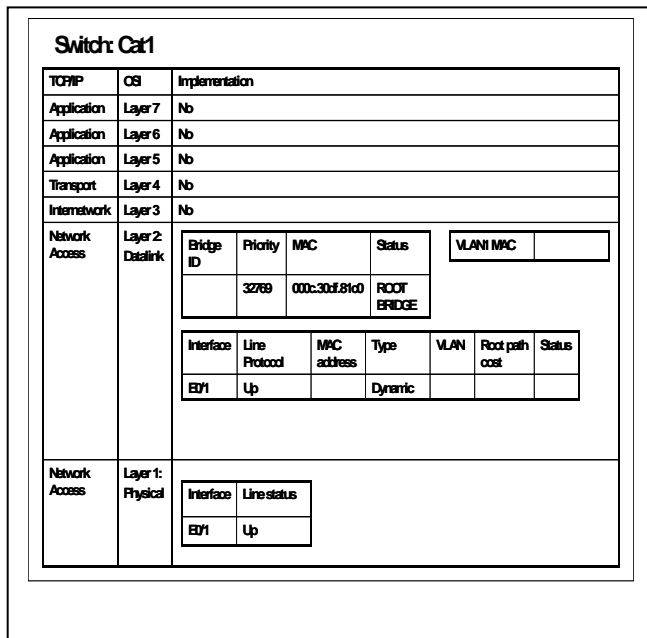 Switch: Cat1
TCP/IP OSI Implementation
Application Layer 7 No
Application Layer 6 No
Application Layer 5 No
Transport Layer 4 No
Internetwork Layer 3 No
Network Access Layer 2: Datalink
Bridge ID Priority MAC Status
32769 000c.30df.81c0 ROOT BRIDGE
VLAN1 MAC
Interface Line Protocol MAC address Type VLAN Root path cost Status
E0/1 Up Dynamic
Network Access Layer 1: Physical
Interface Line status
E0/1 Up